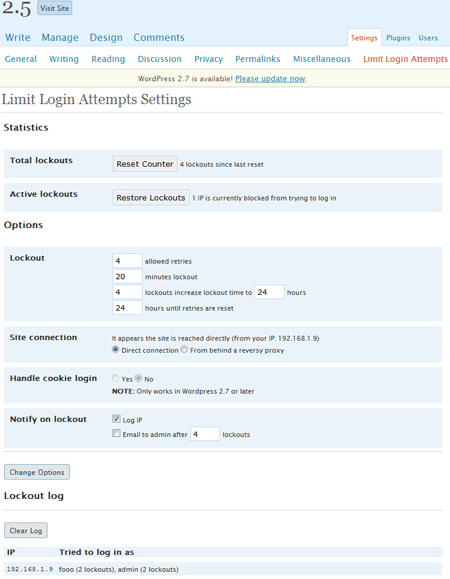 2.5 Visit Site
Write Manage Design Comments Settings Plugins Users
General Writing Reading Discussion Privacy Permalinks Miscellaneous Limit Login Attempts
WordPress 2.7 is available! Please update now.
Limit Login Attempts Settings
Statistics
Total lockouts Reset Counter 4 lockouts since last reset
Active lockouts Restore Lockouts 1 IP is currently blocked from trying to log in
Options
Lockout 4 allowed retries
20 minutes lockout
4 lockouts increase lockout time to 24 hours
24 hours until retries are reset
Site connection It appears the site is reached directly (from your IP: 192.168.1.9)
Direct connection From behind a reversy proxy
Handle cookie login Yes No
NOTE: Only works in Wordpress 2.7 or later
Notify on lockout Log IP
Email to admin after 4 lockouts
Change Options
Lockout log
Clear Log
IP Tried to log in as
192.168.1.9 fooo (2 lockouts), admin (2 lockouts)